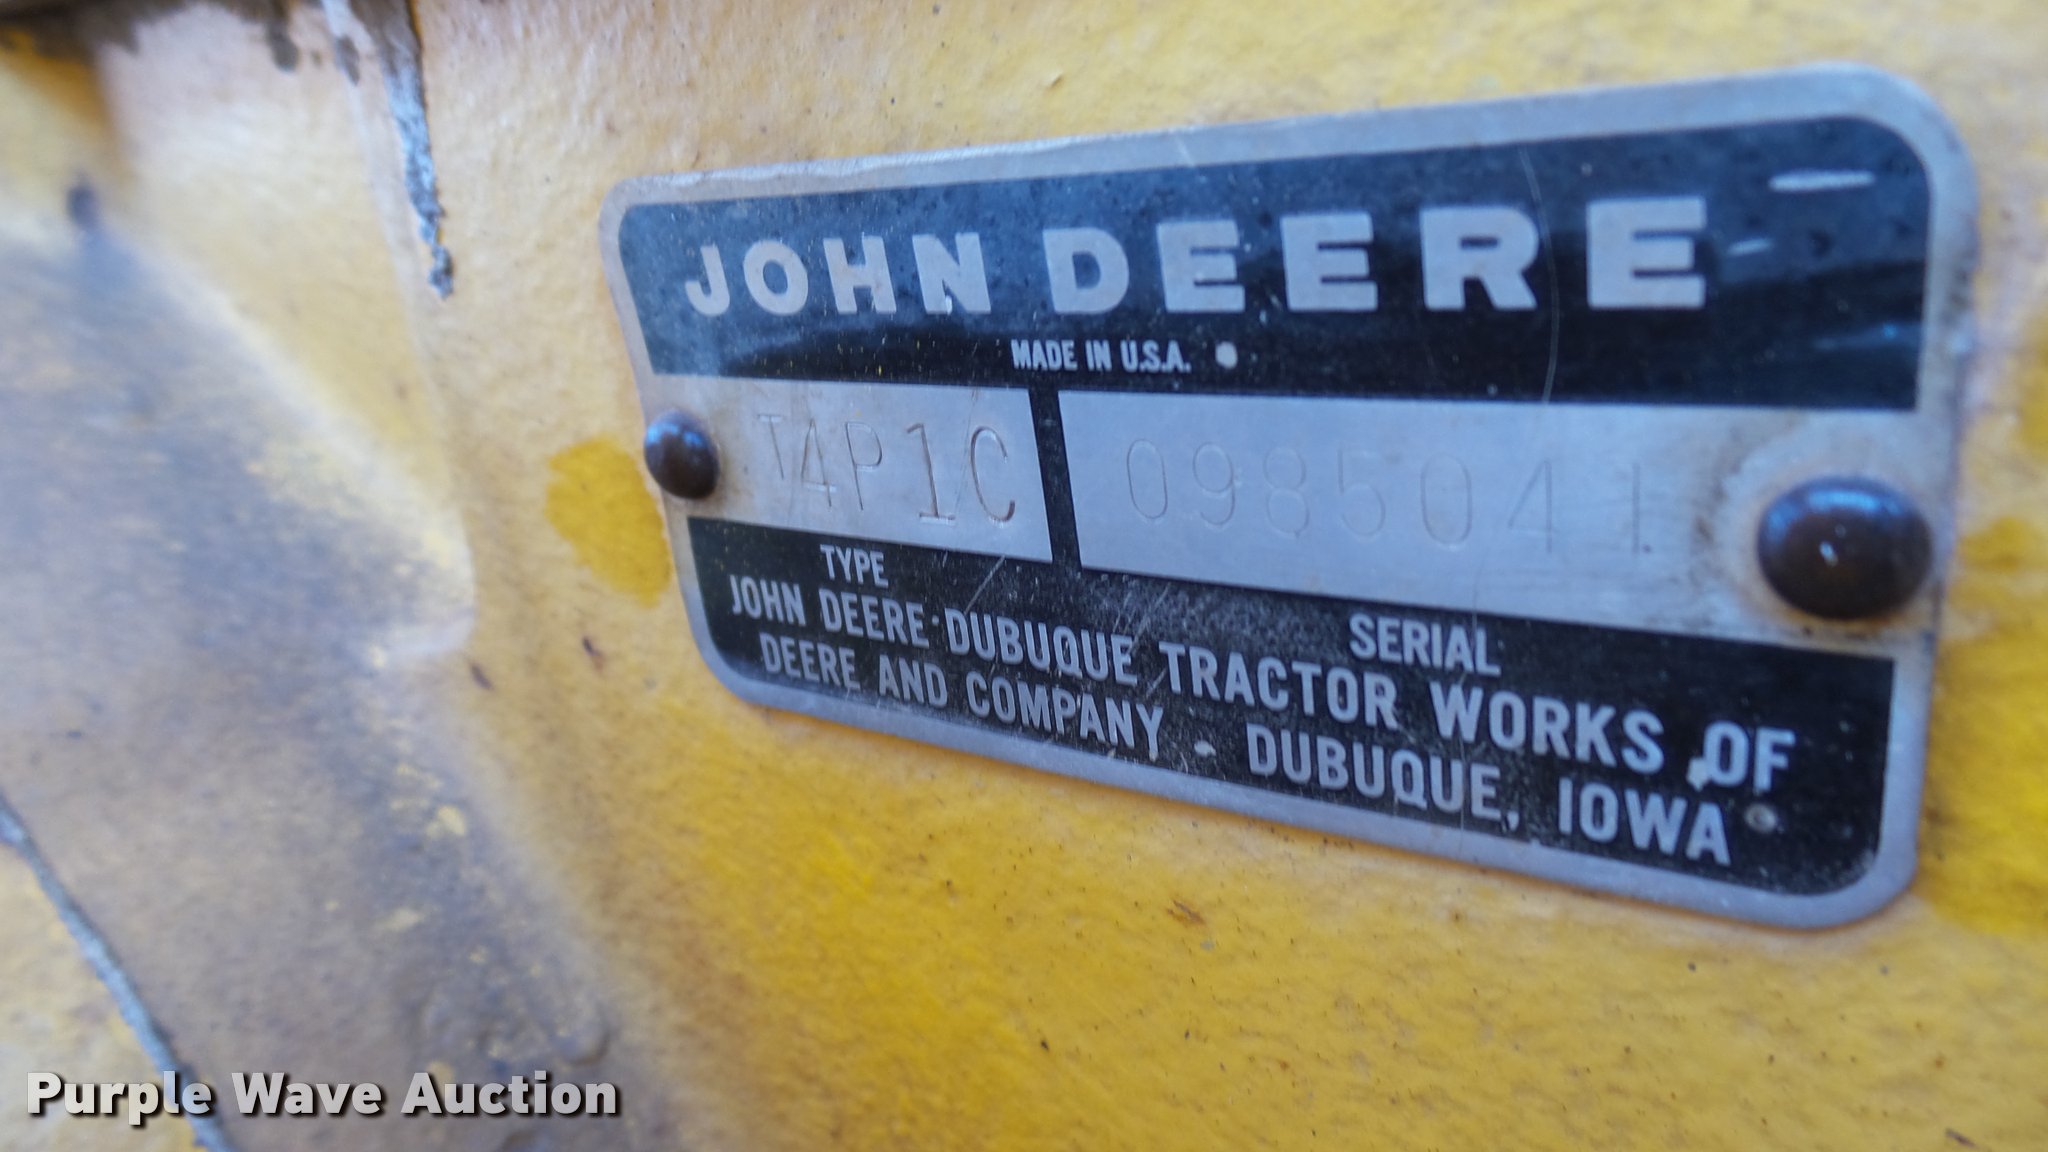 JOHN DEERE
MADE IN U.S.A.
T4P1C 0985041
TYPE SERIAL
JOHN DEERE DUBUQUE TRACTOR WORKS OF
DEERE AND COMPANY - DUBUQUE, IOWA
Purple Wave Auction